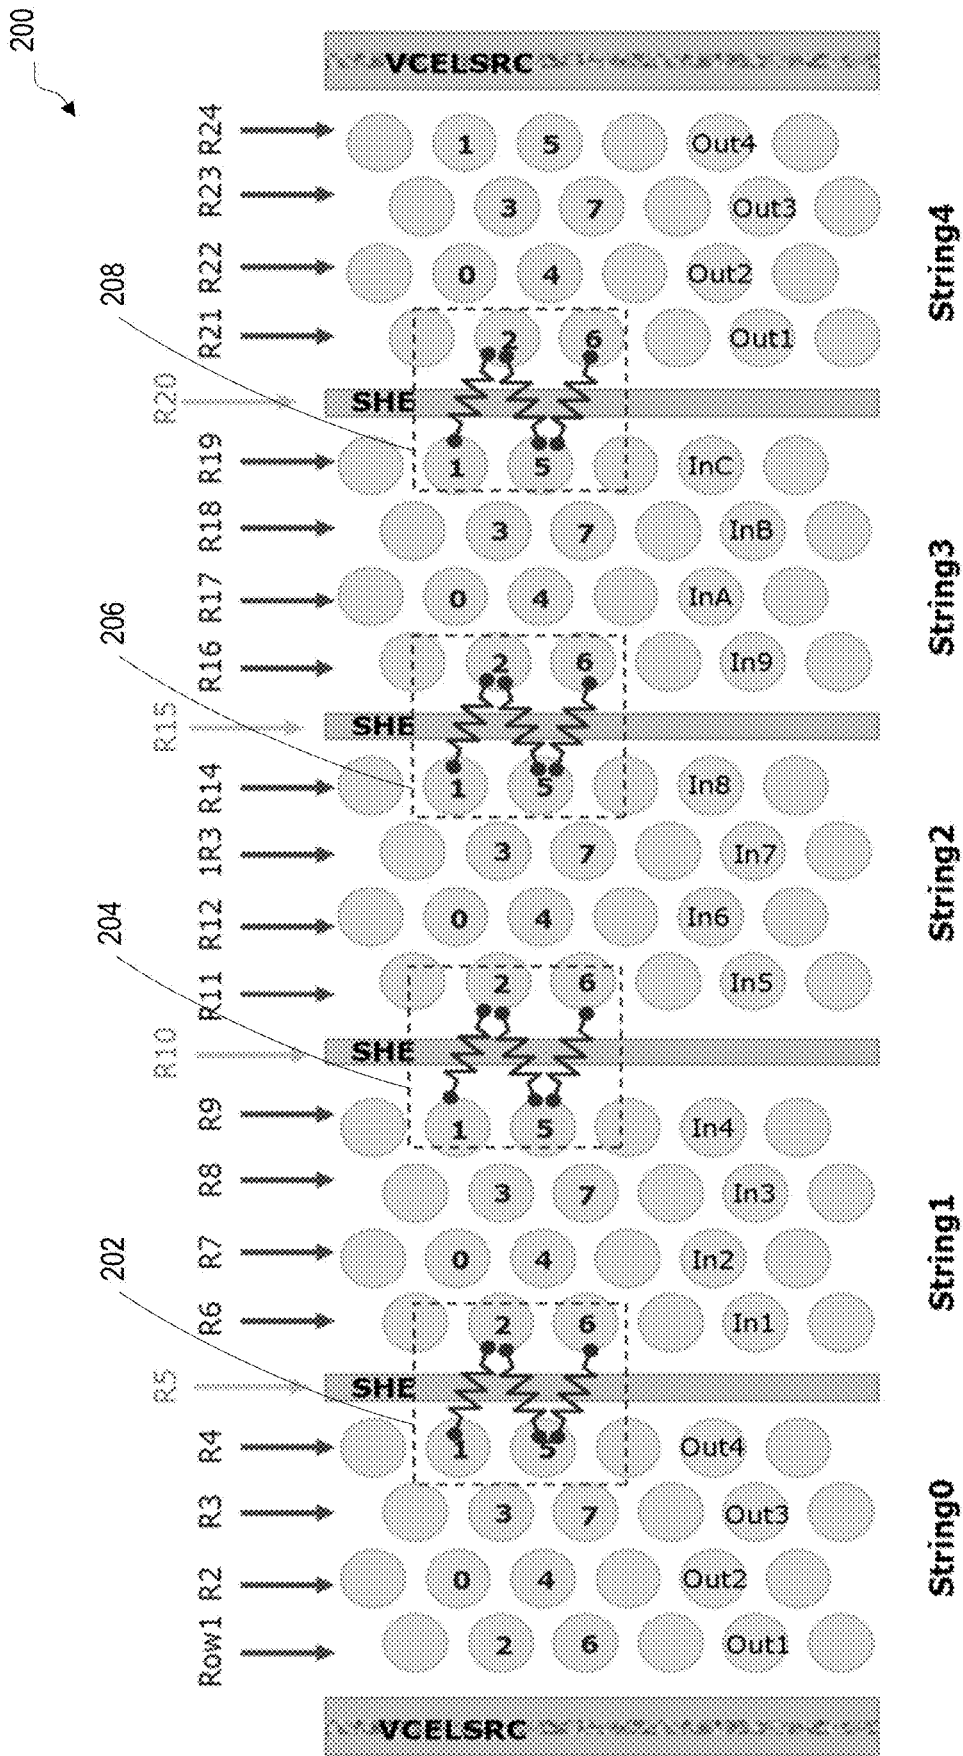 200
VCELSRC
R24 1 5 Out4
R23 3 7 Out3
R22 0 4 Out2
R21 2 6 Out1
208
String4
R20 SHE
R19 1 5 InC
R18 3 7 InB
R17 0 4 InA
R16 2 6 In9
206
String3
R15 SHE
R14 1 5 In8
1R3 3 7 In7
R12 0 4 In6
R11 2 6 In5
204
String2
R10 SHE
R9 1 5 In4
R8 3 7 In3
R7 0 4 In2
R6 2 6 In1
202
String1
R5 SHE
R4 1 5 Out4
R3 3 7 Out3
R2 0 4 Out2
Row1 2 6 Out1
String0
VCELSRC